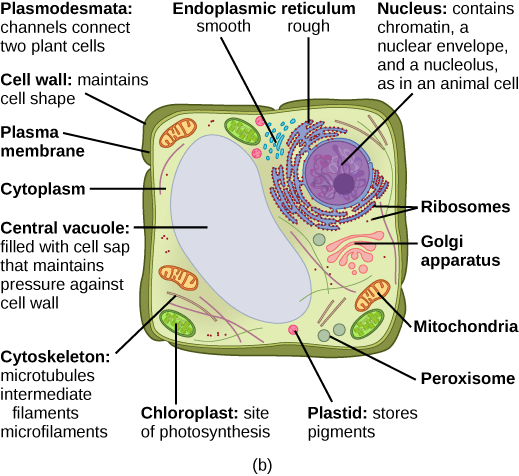 Plasmodesmata:
channels connect
two plant cells
Endoplasmic reticulum
smooth rough
Nucleus: contains
chromatin, a
nuclear envelope,
and a nucleolus,
as in an animal cell
Cell wall: maintains
cell shape
Plasma
membrane
Cytoplasm
Central vacuole:
filled with cell sap
that maintains
pressure against
cell wall
Cytoskeleton:
microtubules
intermediate
filaments
microfilaments
Ribosomes
Golgi
apparatus
Mitochondria
Peroxisome
Chloroplast: site
of photosynthesis
Plastid: stores
pigments
(b)